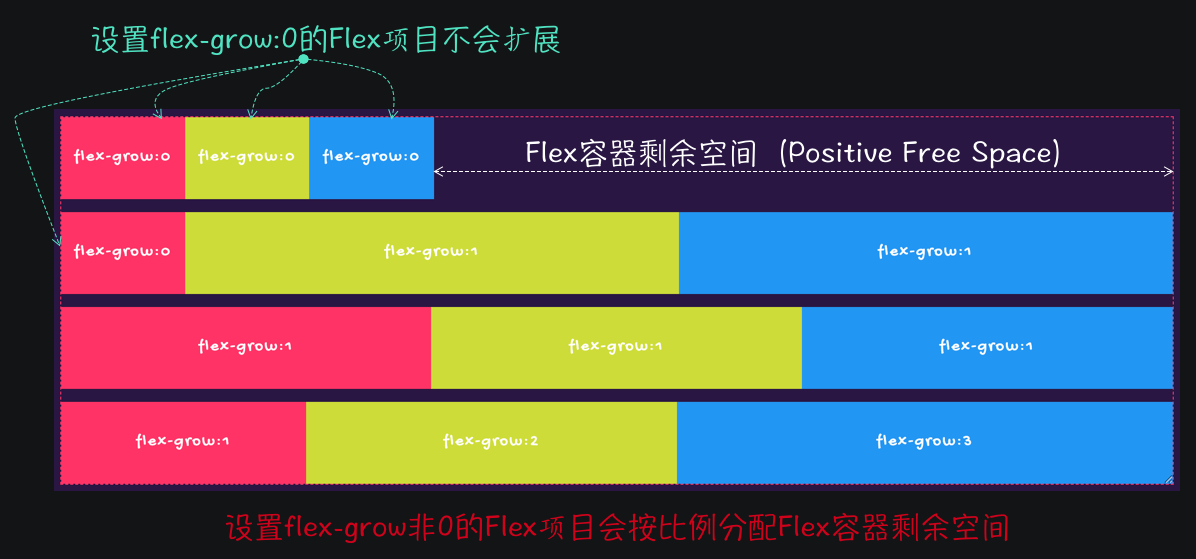 设置flex-grow:0的Flex项目不会扩展
flex-grow:0 flex-grow:0 flex-grow:0 Flex容器剩余空间（Positive Free Space）
flex-grow:0 flex-grow:1 flex-grow:1
flex-grow:1 flex-grow:1 flex-grow:1
flex-grow:1 flex-grow:2 flex-grow:3
设置flex-grow非0的Flex项目会按比例分配Flex容器剩余空间